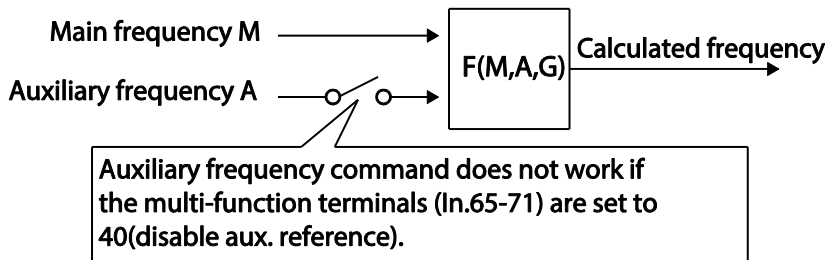 Main frequency M
Auxiliary frequency A
F(M,A,G)
Calculated frequency
Auxiliary frequency command does not work if
the multi-function terminals (In.65-71) are set to
40(disable aux. reference).